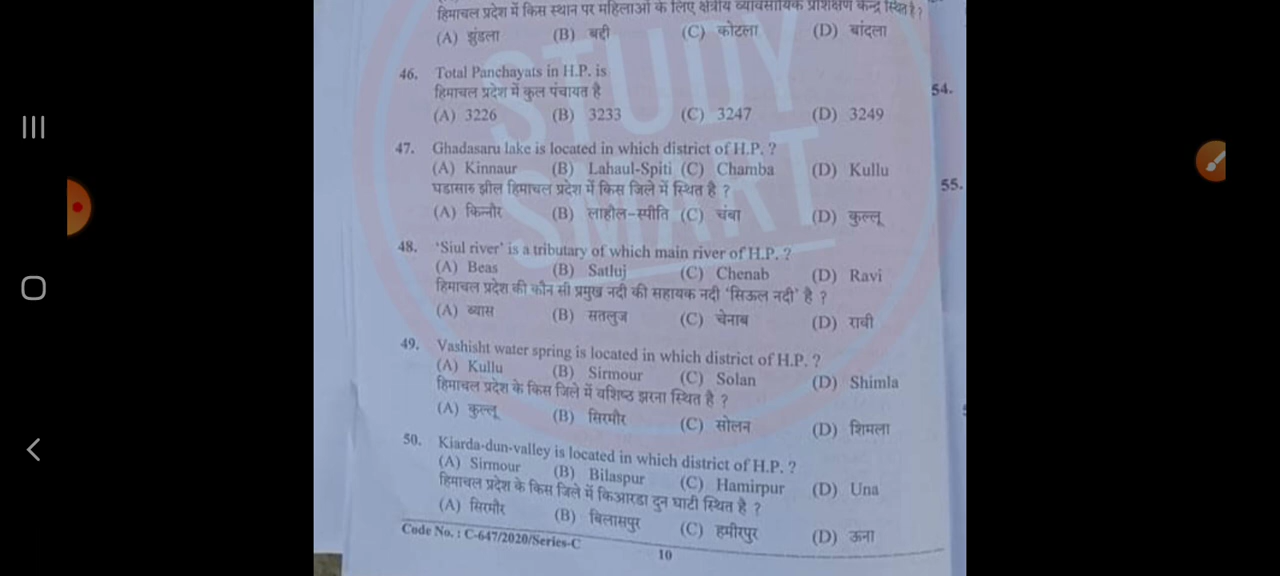 हिमाचल प्रदेश में किस स्थान पर महिलाओं के लिए क्षेत्रीय व्यावसायिक प्रशिक्षण केन्द्र स्थित है ?
(A) झुंडला (B) बद्दी (C) कोटला (D) बांदला
46. Total Panchayats in H.P. is
हिमाचल प्रदेश में कुल पंचायत है
(A) 3226 (B) 3233 (C) 3247 (D) 3249
47. Ghadasaru lake is located in which district of H.P. ?
(A) Kinnaur (B) Lahaul-Spiti (C) Chamba (D) Kullu
घडासारु झील हिमाचल प्रदेश में किस जिले में स्थित है ?
(A) किन्नौर (B) लाहौल-स्पीति (C) चंबा (D) कुल्लू
48. 'Siul river' is a tributary of which main river of H.P. ?
(A) Beas (B) Satluj (C) Chenab (D) Ravi
हिमाचल प्रदेश की कौन सी प्रमुख नदी की सहायक नदी 'सिऊल नदी' है ?
(A) ब्यास (B) सतलुज (C) चेनाब (D) रावी
49. Vashisht water spring is located in which district of H.P. ?
(A) Kullu (B) Sirmour (C) Solan (D) Shimla
हिमाचल प्रदेश के किस जिले में वशिष्ठ झरना स्थित है ?
(A) कुल्लू (B) सिरमौर (C) सोलन (D) शिमला
50. Kiarda-dun-valley is located in which district of H.P. ?
(A) Sirmour (B) Bilaspur (C) Hamirpur (D) Una
हिमाचल प्रदेश के किस जिले में किआरडा दुन घाटी स्थित है ?
(A) सिरमौर (B) बिलासपुर (C) हमीरपुर (D) ऊना
Code No. : C-647/2020/Series-C
10
54.
55.
STUDY
SMART